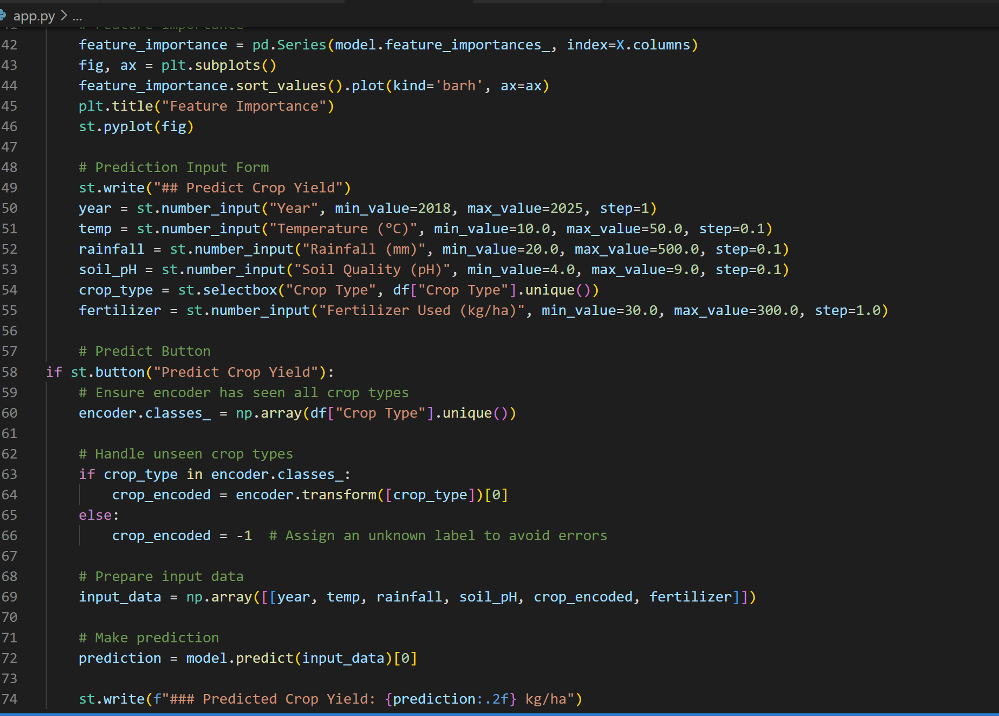 app.py > ...
41 # Feature importance
42 feature_importance = pd.Series(model.feature_importances_, index=X.columns)
43 fig, ax = plt.subplots()
44 feature_importance.sort_values().plot(kind='barh', ax=ax)
45 plt.title("Feature Importance")
46 st.pyplot(fig)
47
48 # Prediction Input Form
49 st.write("## Predict Crop Yield")
50 year = st.number_input("Year", min_value=2018, max_value=2025, step=1)
51 temp = st.number_input("Temperature (°C)", min_value=10.0, max_value=50.0, step=0.1)
52 rainfall = st.number_input("Rainfall (mm)", min_value=20.0, max_value=500.0, step=0.1)
53 soil_pH = st.number_input("Soil Quality (pH)", min_value=4.0, max_value=9.0, step=0.1)
54 crop_type = st.selectbox("Crop Type", df["Crop Type"].unique())
55 fertilizer = st.number_input("Fertilizer Used (kg/ha)", min_value=30.0, max_value=300.0, step=1.0)
56
57 # Predict Button
58 if st.button("Predict Crop Yield"):
59 # Ensure encoder has seen all crop types
60 encoder.classes_ = np.array(df["Crop Type"].unique())
61
62 # Handle unseen crop types
63 if crop_type in encoder.classes_:
64 crop_encoded = encoder.transform([crop_type])[0]
65 else:
66 crop_encoded = -1  # Assign an unknown label to avoid errors
67
68 # Prepare input data
69 input_data = np.array([[year, temp, rainfall, soil_pH, crop_encoded, fertilizer]])
70
71 # Make prediction
72 prediction = model.predict(input_data)[0]
73
74 st.write(f"### Predicted Crop Yield: {prediction:.2f} kg/ha")